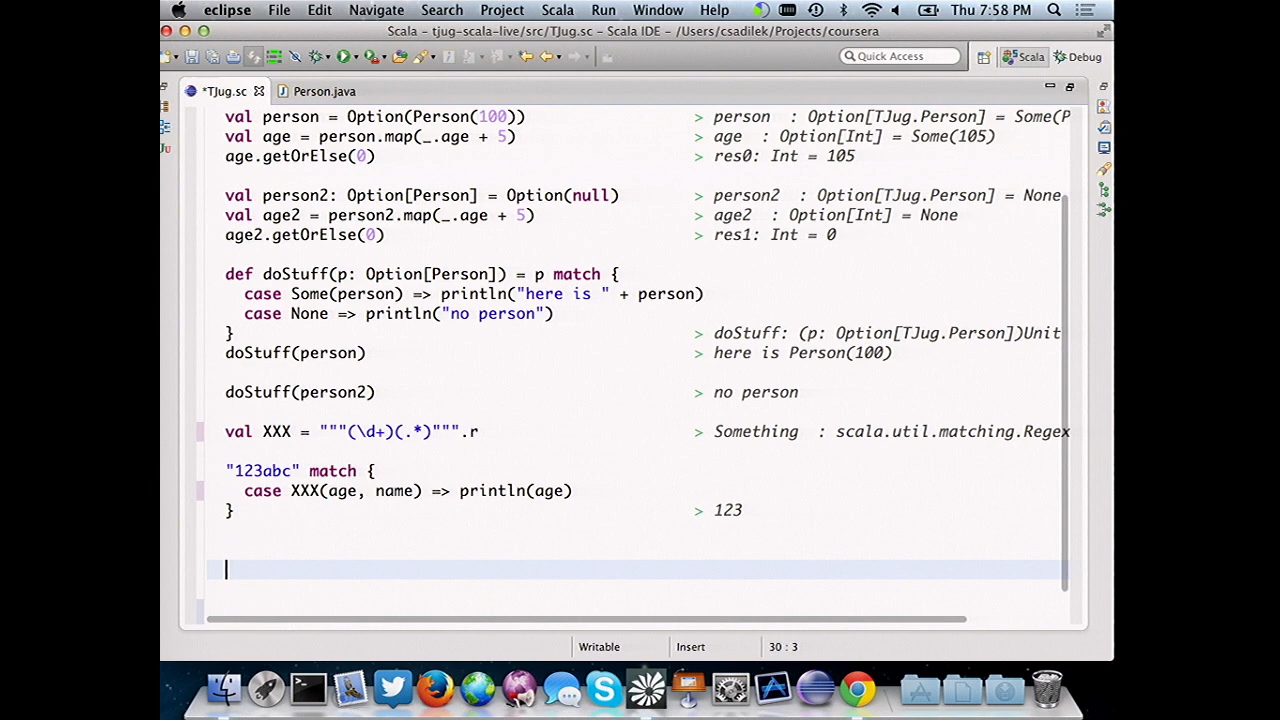 eclipse File Edit Navigate Search Project Scala Run Window Help Thu 7:58 PM
Scala - tjug-scala-live/src/TJug.sc - Scala IDE - /Users/csadilek/Projects/coursera
Quick Access Scala Debug
*TJug.sc Person.java
val person = Option(Person(100)) > person : Option[TJug.Person] = Some(P
val age = person.map(_.age + 5) > age : Option[Int] = Some(105)
age.getOrElse(0) > res0: Int = 105
val person2: Option[Person] = Option(null) > person2 : Option[TJug.Person] = None
val age2 = person2.map(_.age + 5) > age2 : Option[Int] = None
age2.getOrElse(0) > res1: Int = 0
def doStuff(p: Option[Person]) = p match {
case Some(person) => println("here is " + person)
case None => println("no person")
} > doStuff: (p: Option[TJug.Person])Unit
doStuff(person) > here is Person(100)
doStuff(person2) > no person
val XXX = """(\d+)(.*)""".r > Something : scala.util.matching.Regex
"123abc" match {
case XXX(age, name) => println(age)
} > 123
Writable Insert 30 : 3